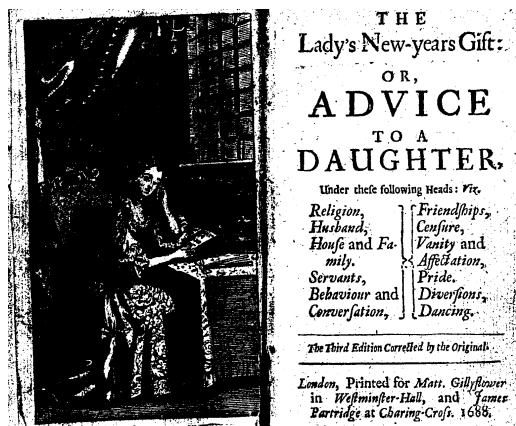 THE
Lady's New-years Gift:
OR,
ADVICE
TO A
DAUGHTER,
Under theſe following Heads: Viz.
Religion,
Husband,
Houſe and Fa-
mily.
Servants,
Behaviour and
Converſation,
Friendſhips,
Cenſure,
Vanity and
Affectation,
Pride.
Diverſions,
Dancing.
The Third Edition Corrected by the Original.
London, Printed for Matt. Gillyflower
in Weſtminſter-Hall, and James
Partridge at Charing-Croſs. 1688.